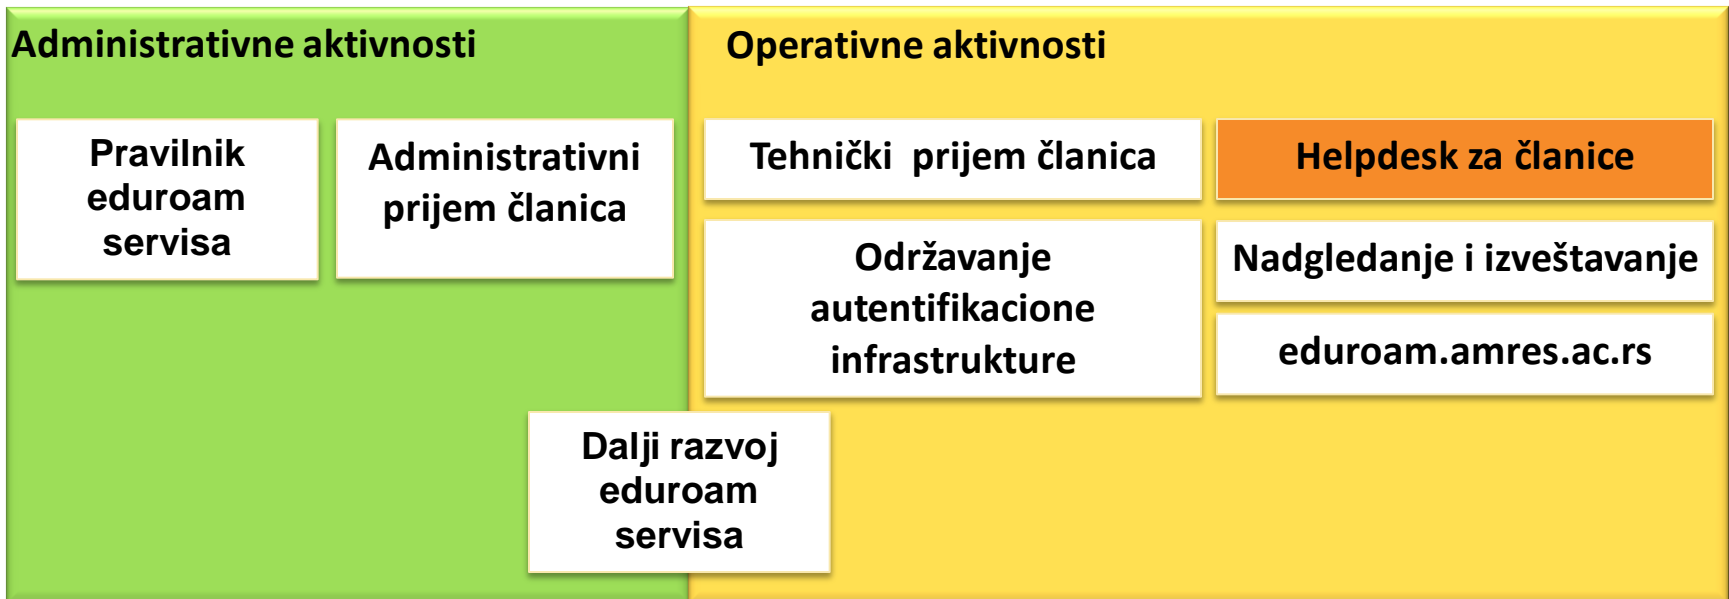 Administrativne aktivnosti
Pravilnik
eduroam
servisa
Administrativni
prijem članica
Operativne aktivnosti
Tehnički  prijem članica
Helpdesk za članice
Održavanje
autentifikacione
infrastrukture
Nadgledanje i izveštavanje
eduroam.amres.ac.rs
Dalji razvoj
eduroam
servisa